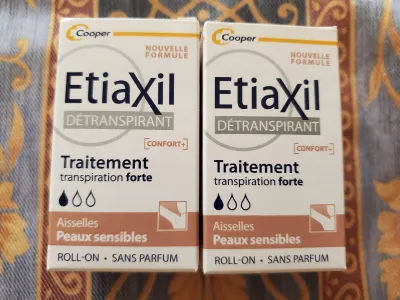 Cooper
NOUVELLE
FORMULE
EtiaXil
DÉTRANSPIRANT
[CONFORT+]
Traitement
transpiration forte
Aisselles
Peaux sensibles
ROLL-ON • SANS PARFUM
Cooper
NOUVELLE
FORMULE
EtiaXil
DÉTRANSPIRANT
[CONFORT+]
Traitement
transpiration forte
Aisselles
Peaux sensibles
ROLL-ON • SANS PARFUM